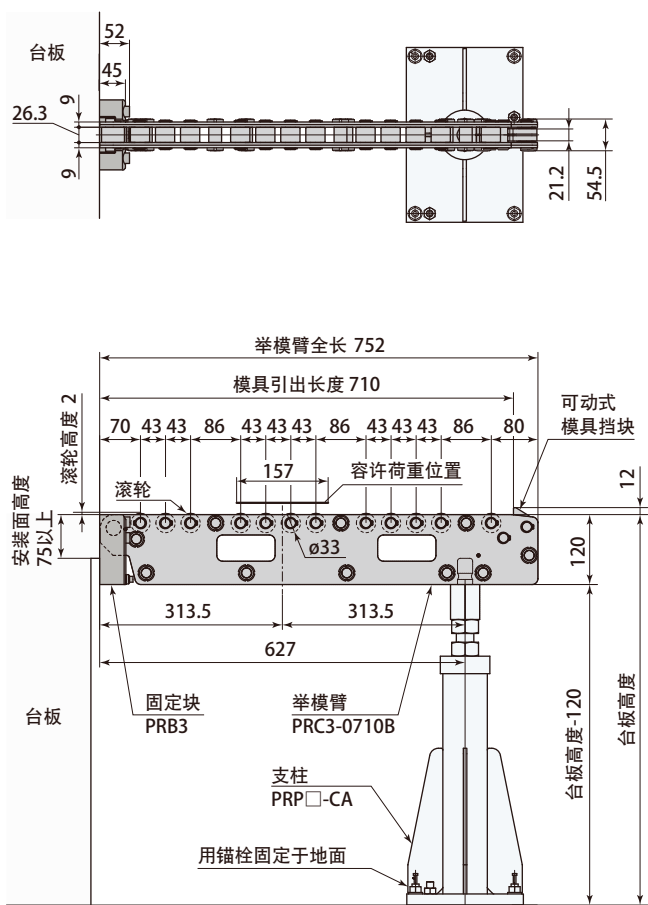 台板
52
45
9
26.3
9
21.2
54.5
举模臂全长 752
模具引出长度 710
70 43 43 86 43 43 43 86 43 43 43 86 80
可动式
模具挡块
滚轮高度 2
157
容许荷重位置
12
滚轮
安装面高度
75以上
ø33
120
313.5 313.5
627
固定块
PRB3
举模臂
PRC3-0710B
台板
台板高度-120
台板高度
支柱
PRP□-CA
用锚栓固定于地面